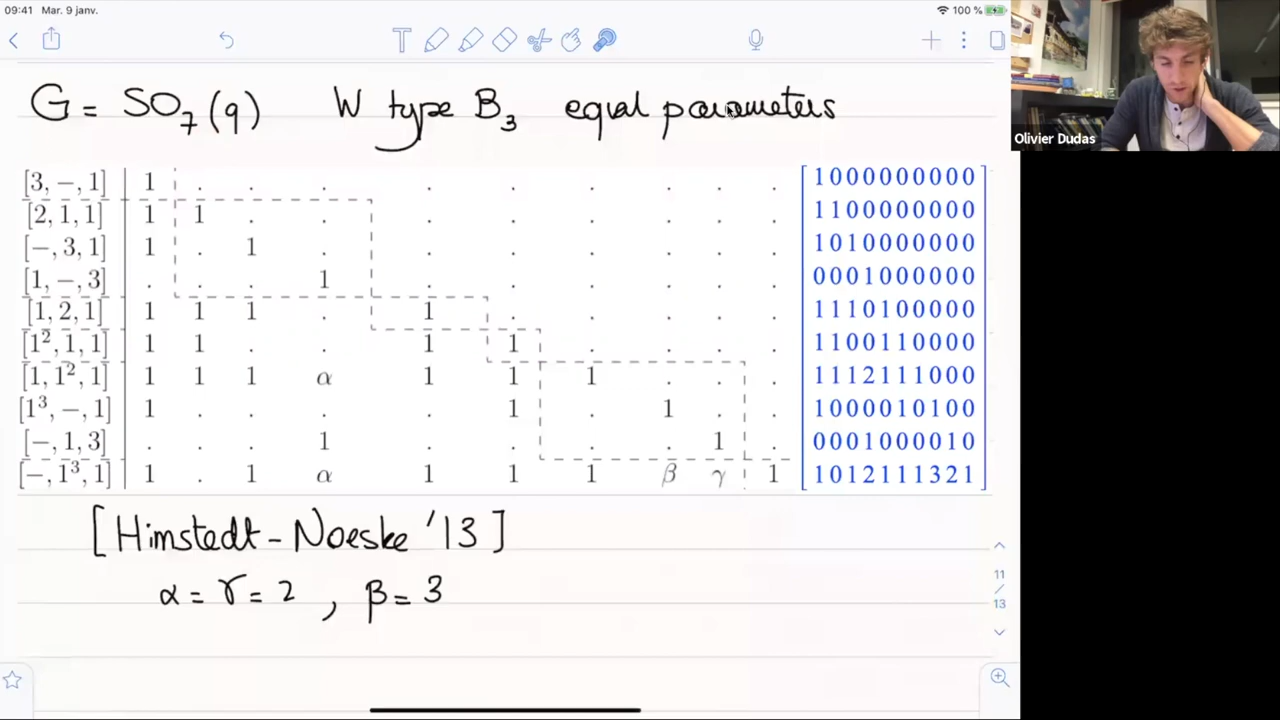 09:41 Mar. 9 janv. 100 %
G = SO₇(q) W type B₃ equal parameters
[3, −, 1] 1 . . . . . . . . . 1000000000
[2, 1, 1] 1 1 . . . . . . . . 1100000000
[−, 3, 1] 1 . 1 . . . . . . . 1010000000
[1, −, 3] . . . 1 . . . . . . 0001000000
[1, 2, 1] 1 1 1 . 1 . . . . . 1110100000
[1², 1, 1] 1 1 . . 1 1 . . . . 1100110000
[1, 1², 1] 1 1 1 α 1 1 1 . . . 1112111000
[1³, −, 1] 1 . . . . 1 . 1 . . 1000010100
[−, 1, 3] . . . 1 . . . . 1 . 0001000010
[−, 1³, 1] 1 . 1 α 1 1 1 β γ 1 1012111321
[Himstedt - Noeske '13]
α = γ = 2 , β = 3
11
/
13
Olivier Dudas